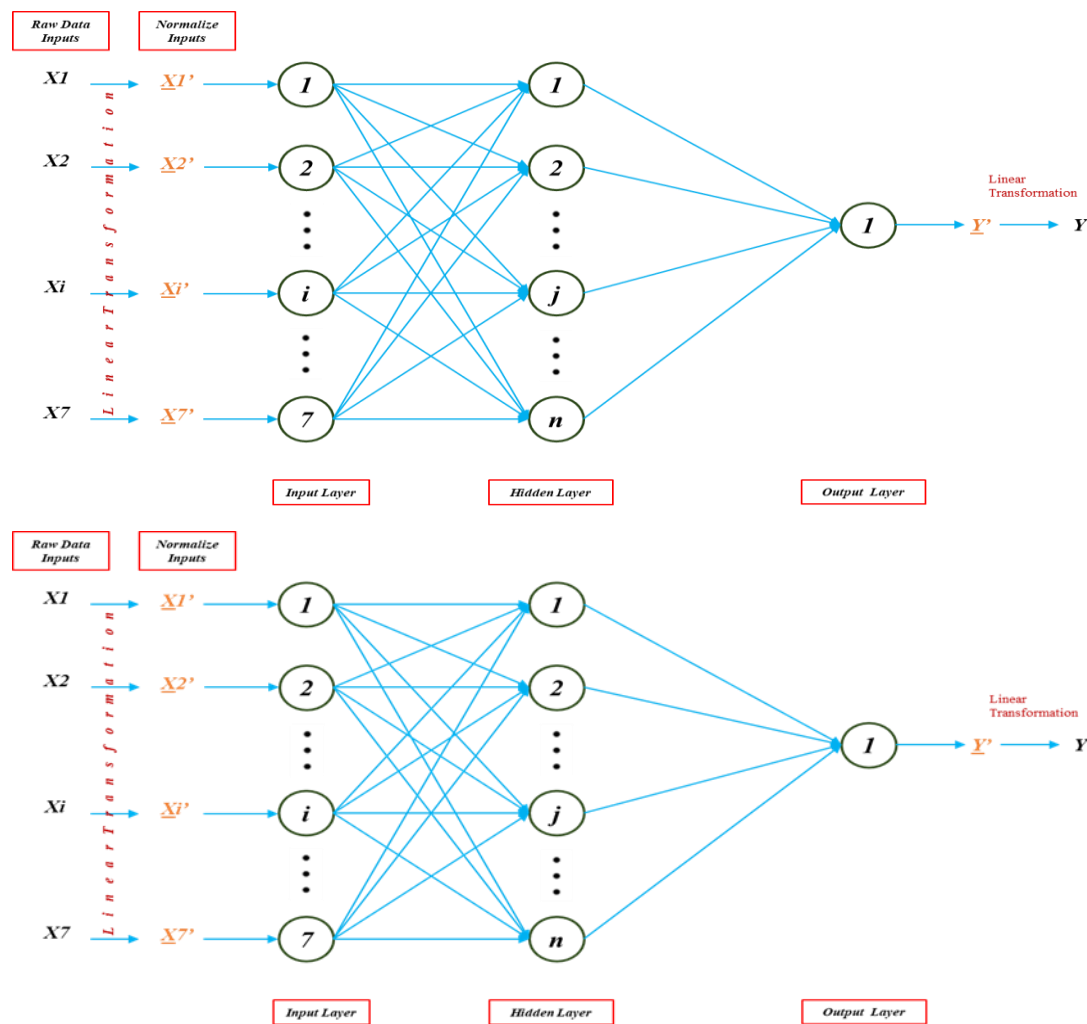 Raw Data Inputs
Normalize Inputs
X1
X1’
1
1
X2
X2’
2
2
Linear Transformation
1
Y’
Y
Xi
Xi’
i
j
X7
X7’
7
n
LinearTransformation
Input Layer
Hidden Layer
Output Layer
Raw Data Inputs
Normalize Inputs
X1
X1’
1
1
X2
X2’
2
2
Linear Transformation
1
Y’
Y
Xi
Xi’
i
j
X7
X7’
7
n
LinearTransformation
Input Layer
Hidden Layer
Output Layer